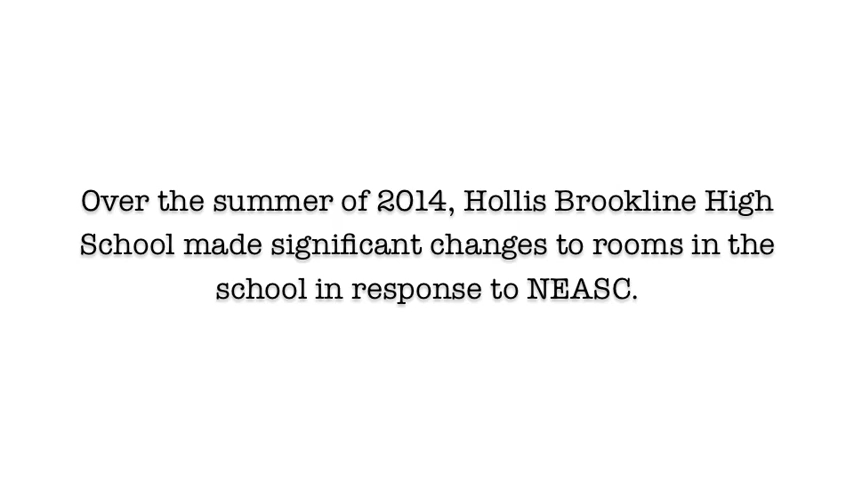 Over the summer of 2014, Hollis Brookline High
School made significant changes to rooms in the
school in response to NEASC.